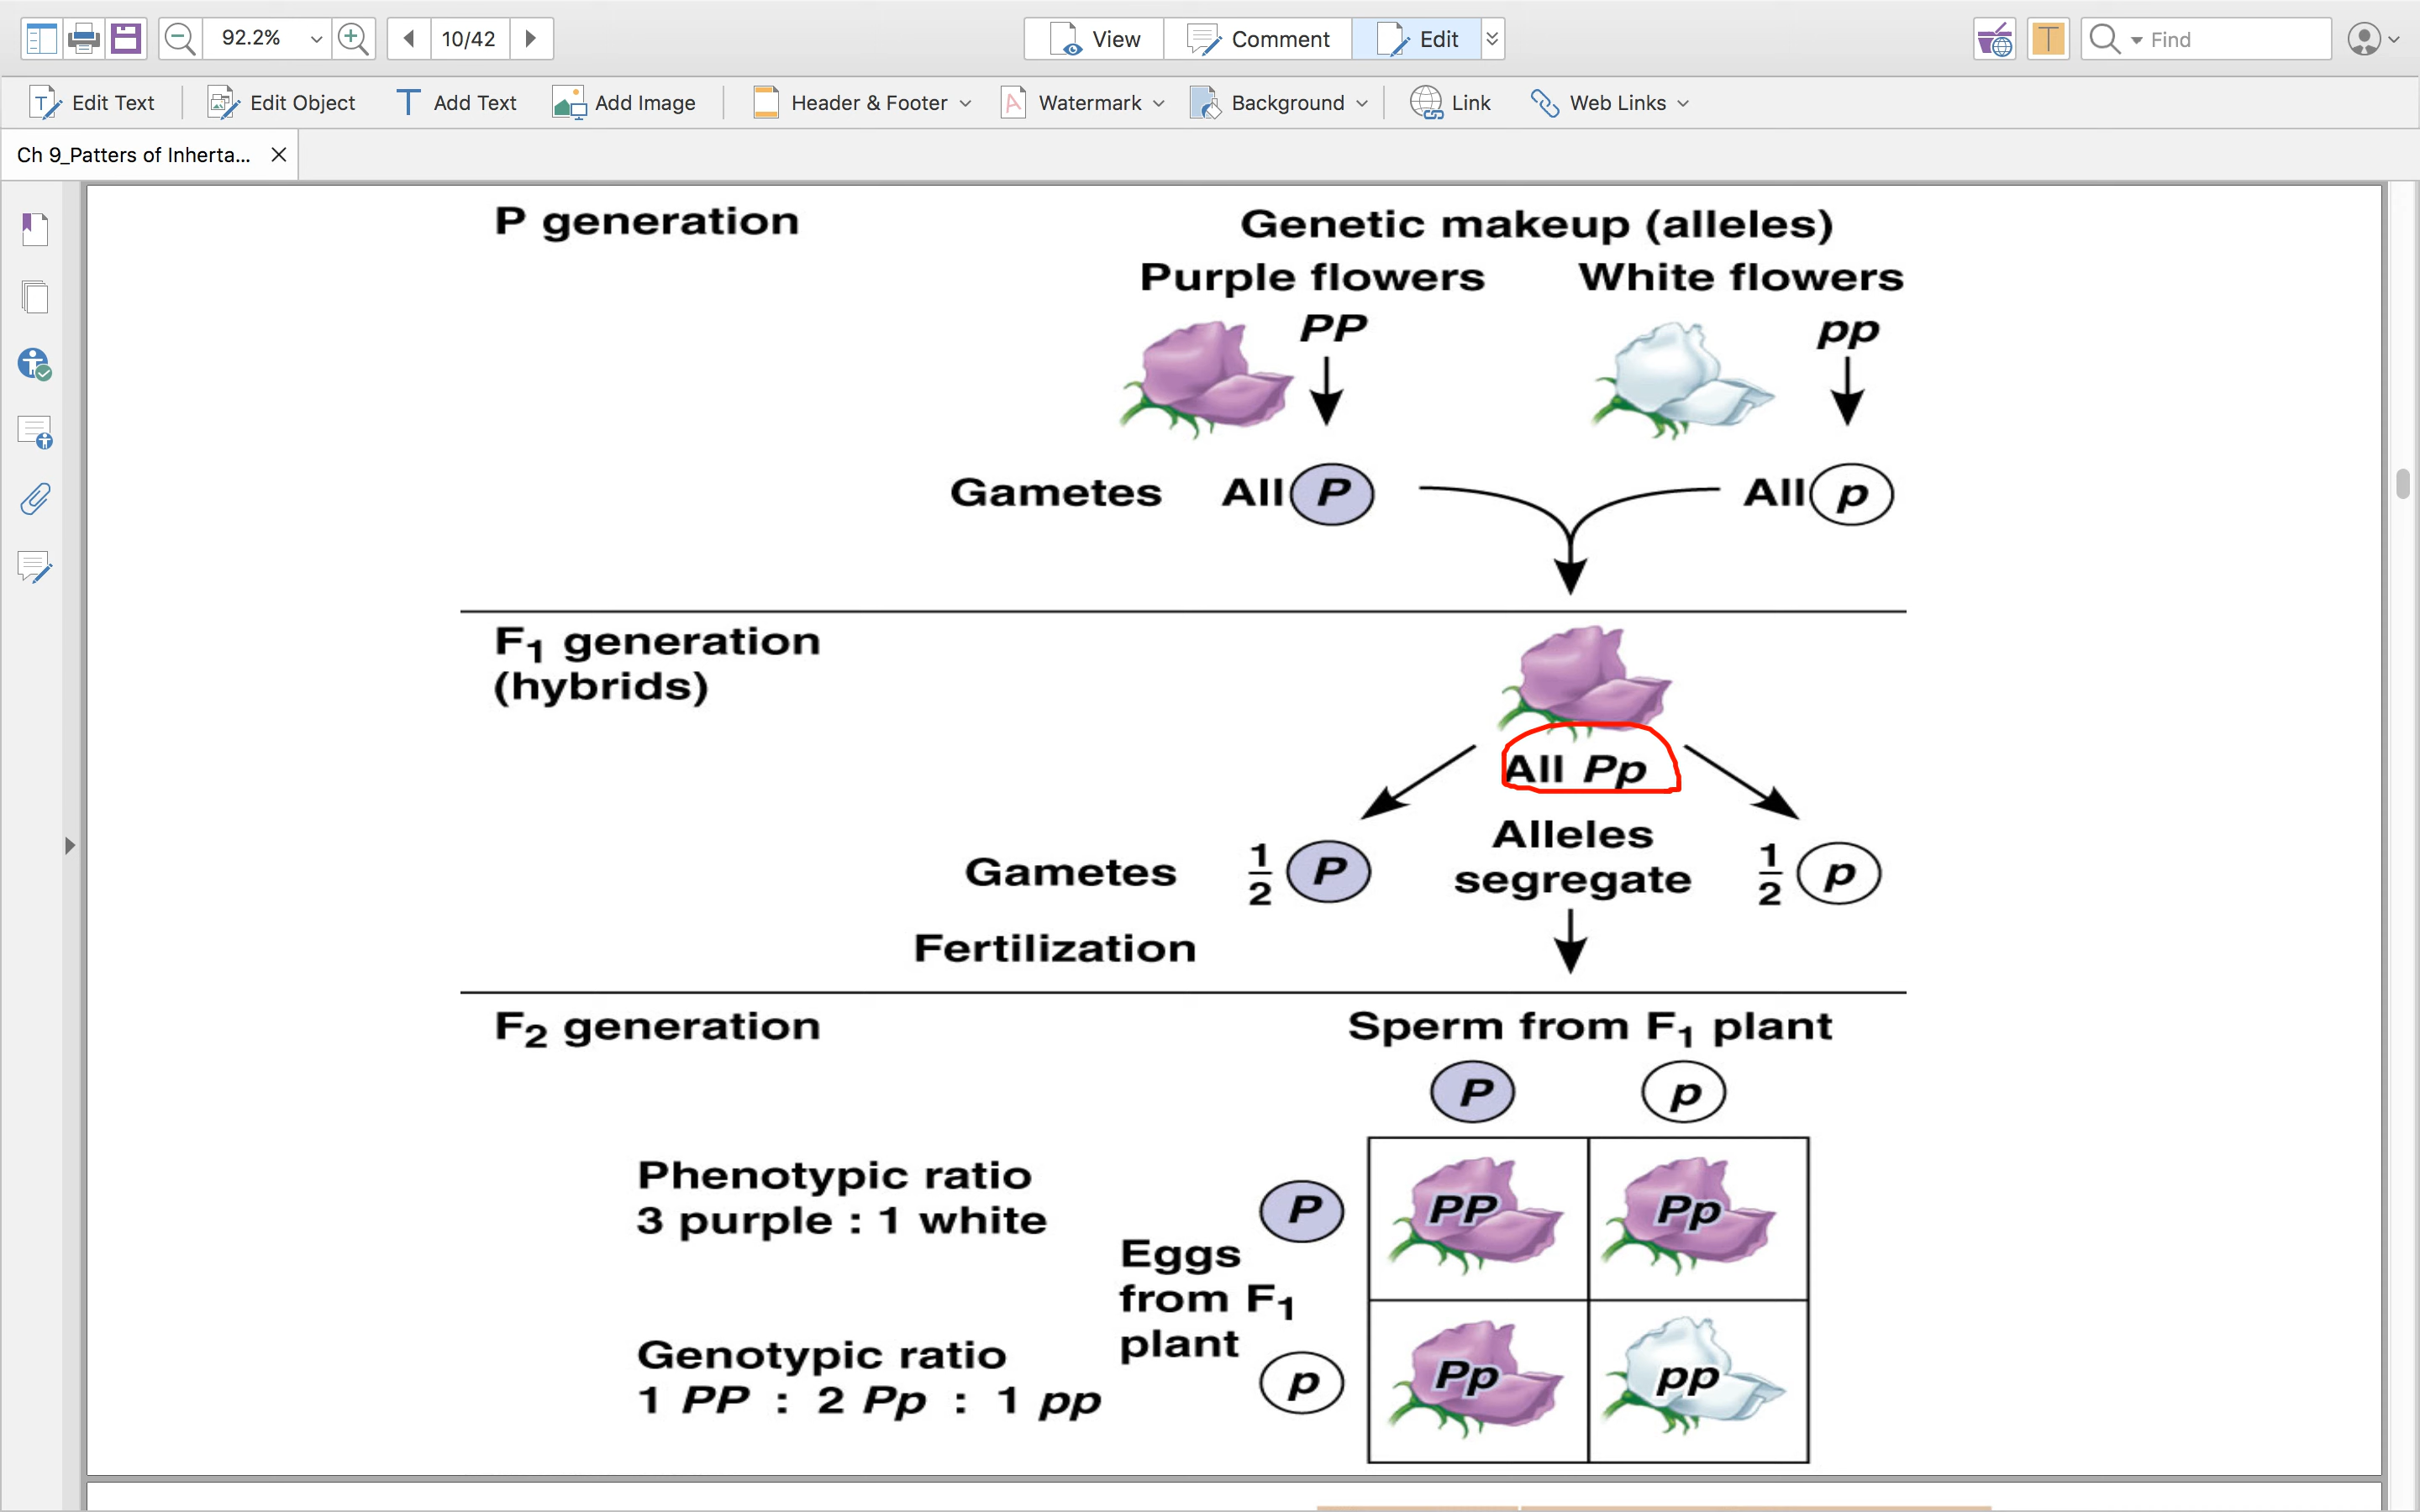 92.2%
10/42
View
Comment
Edit
T
Find
Edit Text
Edit Object
Add Text
Add Image
Header & Footer
Watermark
Background
Link
Web Links
Ch 9_Patters of Inherta...
P generation
Genetic makeup (alleles)
Purple flowers
White flowers
PP
pp
Gametes
All P
All p
F1 generation
(hybrids)
All Pp
Gametes
1/2 P
Alleles
segregate
1/2 p
Fertilization
F2 generation
Sperm from F1 plant
P
p
Phenotypic ratio
3 purple : 1 white
Eggs
from F1
plant
P
PP
Pp
Genotypic ratio
1 PP : 2 Pp : 1 pp
p
Pp
pp